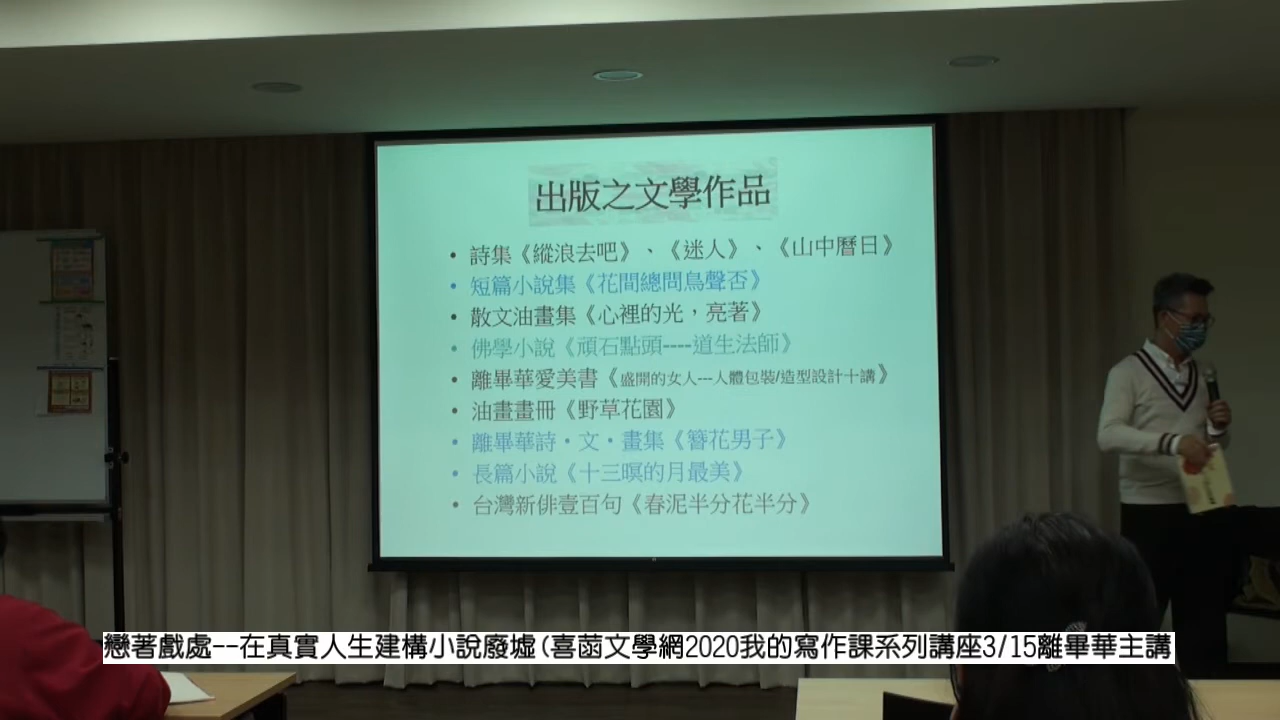 出版之文學作品
• 詩集《縱浪去吧》、《迷人》、《山中曆日》
• 短篇小說集《花間總問鳥聲否》
• 散文油畫集《心裡的光，亮著》
• 佛學小說《頑石點頭----道生法師》
• 離畢華愛美書《盛開的女人---人體包裝/造型設計十講》
• 油畫畫冊《野草花園》
• 離畢華詩・文・畫集《簪花男子》
• 長篇小說《十三暝的月最美》
• 台灣新俳壹百句《春泥半分花半分》
戀著戲處--在真實人生建構小說廢墟(喜菡文學網2020我的寫作課系列講座3/15離畢華主講